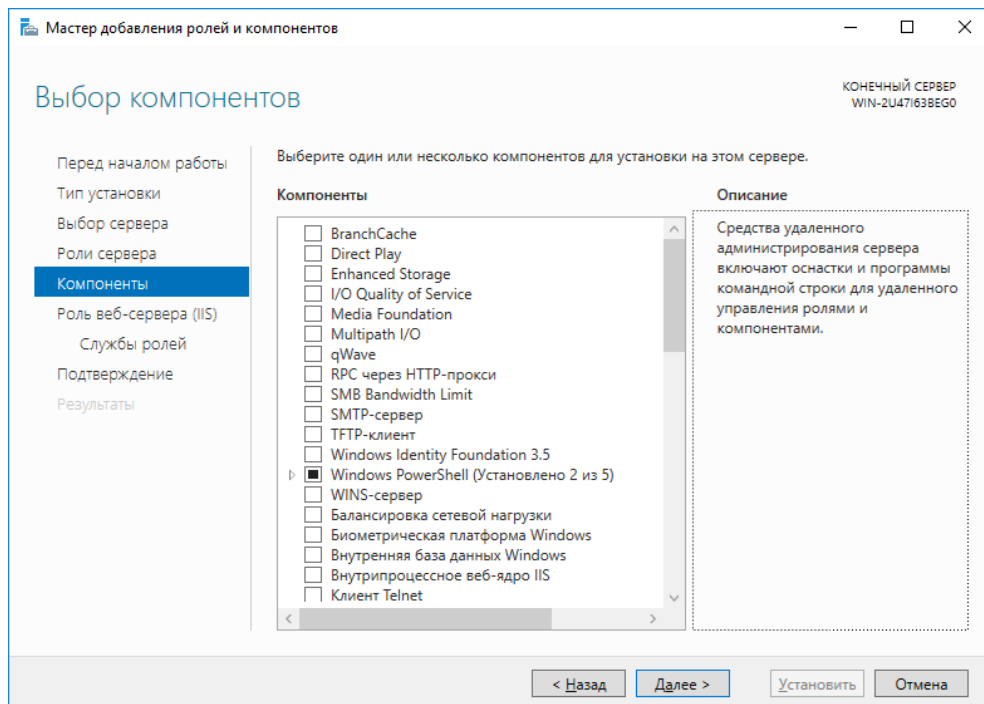 Мастер добавления ролей и компонентов
Выбор компонентов
КОНЕЧНЫЙ СЕРВЕР
WIN-2U47I63BEG0
Перед началом работы
Тип установки
Выбор сервера
Роли сервера
Компоненты
Роль веб-сервера (IIS)
Службы ролей
Подтверждение
Результаты
Выберите один или несколько компонентов для установки на этом сервере.
Компоненты
BranchCache
Direct Play
Enhanced Storage
I/O Quality of Service
Media Foundation
Multipath I/O
qWave
RPC через HTTP-прокси
SMB Bandwidth Limit
SMTP-сервер
TFTP-клиент
Windows Identity Foundation 3.5
Windows PowerShell (Установлено 2 из 5)
WINS-сервер
Балансировка сетевой нагрузки
Биометрическая платформа Windows
Внутренняя база данных Windows
Внутрипроцессное веб-ядро IIS
Клиент Telnet
Описание
Средства удаленного
администрирования сервера
включают оснастки и программы
командной строки для удаленного
управления ролями и
компонентами.
< Назад
Далее >
Установить
Отмена